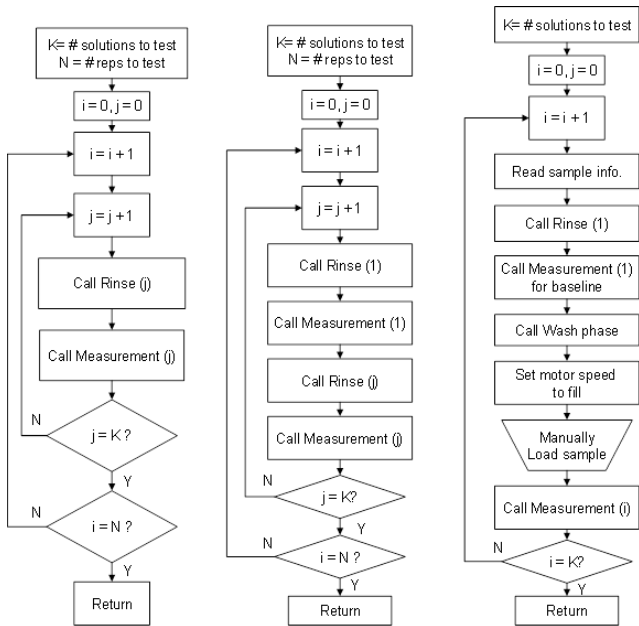 K= # solutions to test
N = # reps to test
i = 0, j = 0
i = i + 1
j = j + 1
Call Rinse (j)
Call Measurement (j)
N
j = K ?
Y
N
i = N ?
Y
Return
K= # solutions to test
N = # reps to test
i = 0, j = 0
i = i + 1
j = j + 1
Call Rinse (1)
Call Measurement (1)
Call Rinse (j)
Call Measurement (j)
N
j = K?
Y
N
i = N ?
Y
Return
K= # solutions to test
i = 0, j = 0
i = i + 1
Read sample info.
Call Rinse (1)
Call Measurement (1)
for baseline
Call Wash phase
Set motor speed
to fill
Manually
Load sample
Call Measurement (i)
N
i = K?
Y
Return